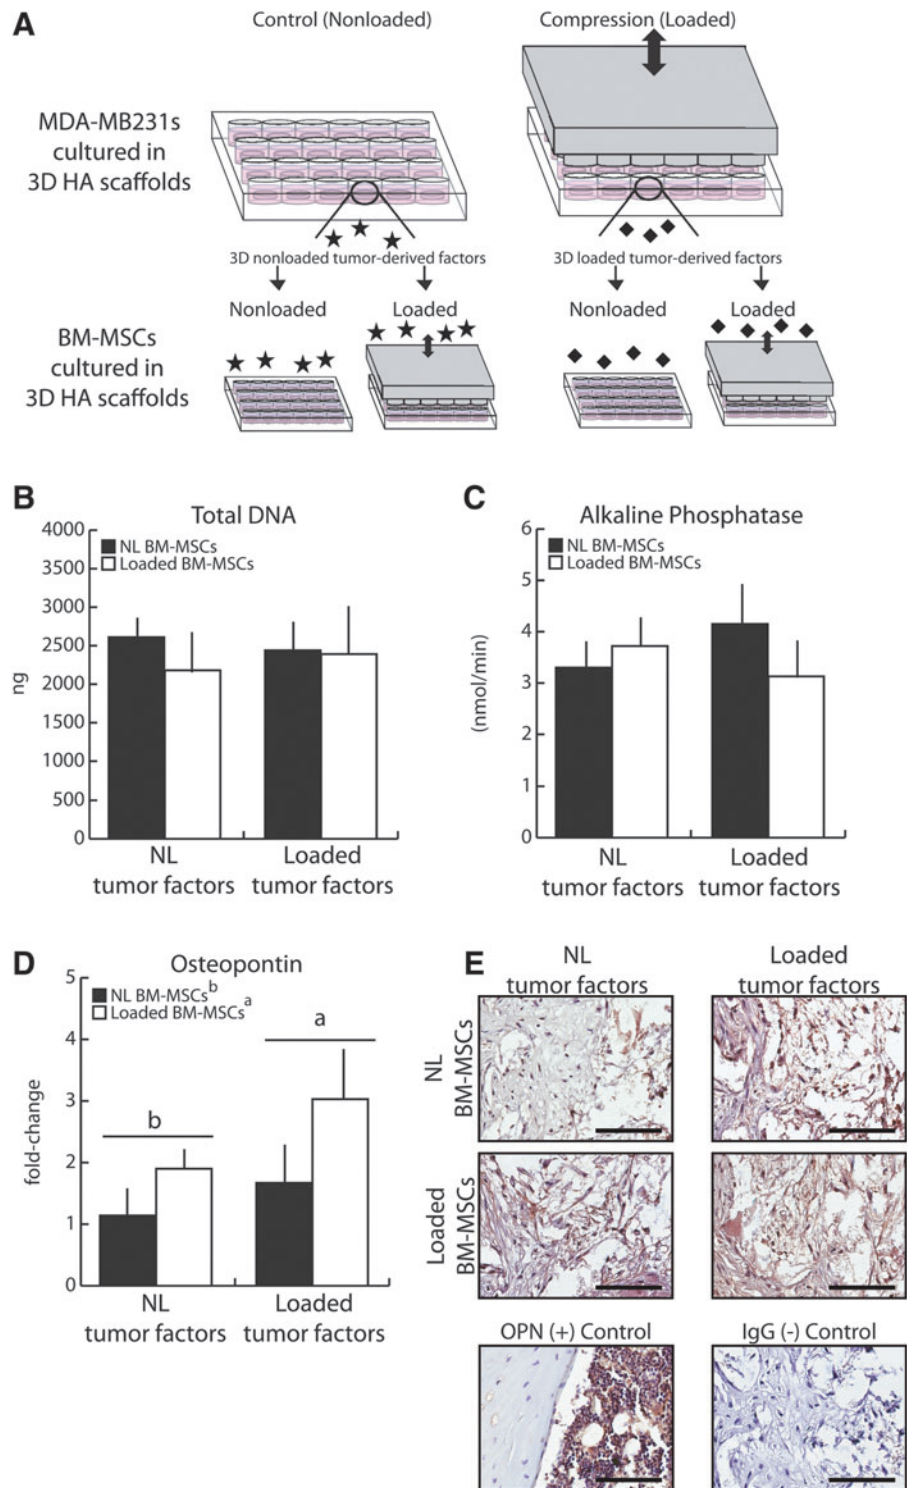 A
Control (Nonloaded)
Compression (Loaded)
MDA-MB231s
cultured in
3D HA scaffolds
3D nonloaded tumor-derived factors
3D loaded tumor-derived factors
Nonloaded
Loaded
Nonloaded
Loaded
BM-MSCs
cultured in
3D HA scaffolds
B
Total DNA
NL BM-MSCs
Loaded BM-MSCs
ng
4000
3500
3000
2500
2000
1500
1000
500
0
NL
tumor factors
Loaded
tumor factors
C
Alkaline Phosphatase
NL BM-MSCs
Loaded BM-MSCs
(nmol/min)
6
5
4
3
2
1
0
NL
tumor factors
Loaded
tumor factors
D
Osteopontin
NL BM-MSCs b
Loaded BM-MSCs a
fold-change
5
4
3
2
1
0
b
a
NL
tumor factors
Loaded
tumor factors
E
NL
tumor factors
Loaded
tumor factors
NL
BM-MSCs
Loaded
BM-MSCs
OPN (+) Control
IgG (-) Control